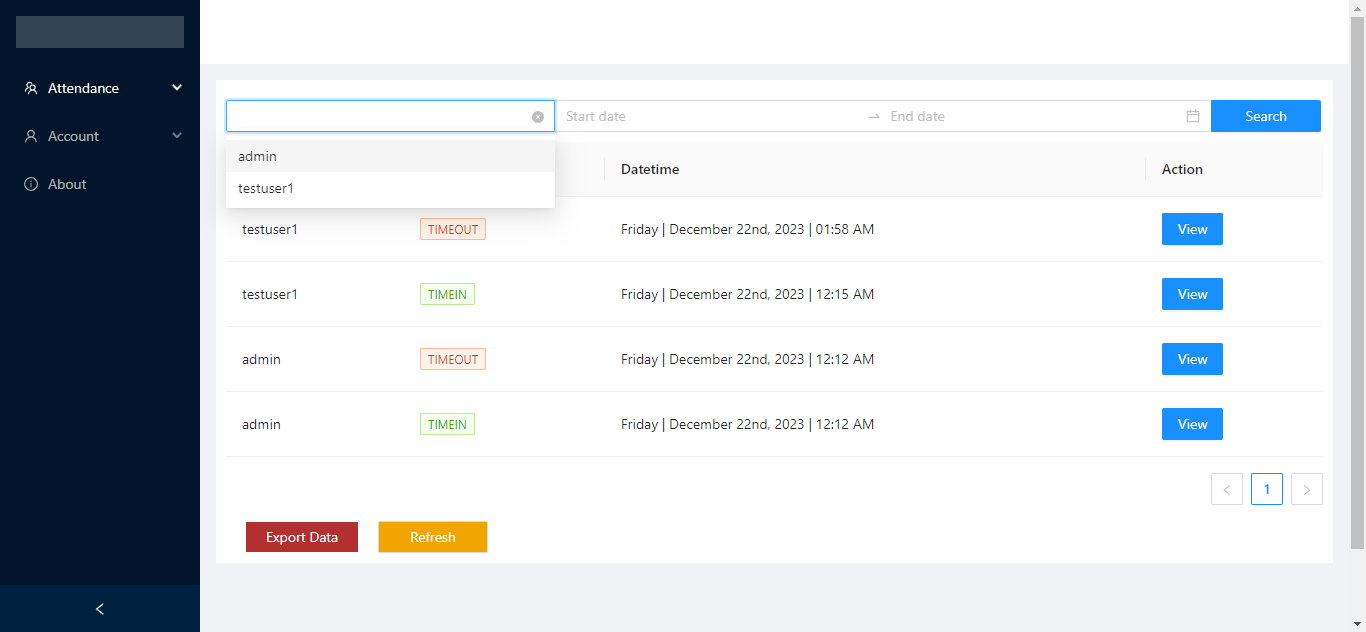 Attendance
Account
About
Start date
End date
Search
admin
testuser1
Datetime
Action
testuser1 TIMEOUT Friday | December 22nd, 2023 | 01:58 AM View
testuser1 TIMEIN Friday | December 22nd, 2023 | 12:15 AM View
admin TIMEOUT Friday | December 22nd, 2023 | 12:12 AM View
admin TIMEIN Friday | December 22nd, 2023 | 12:12 AM View
1
Export Data
Refresh